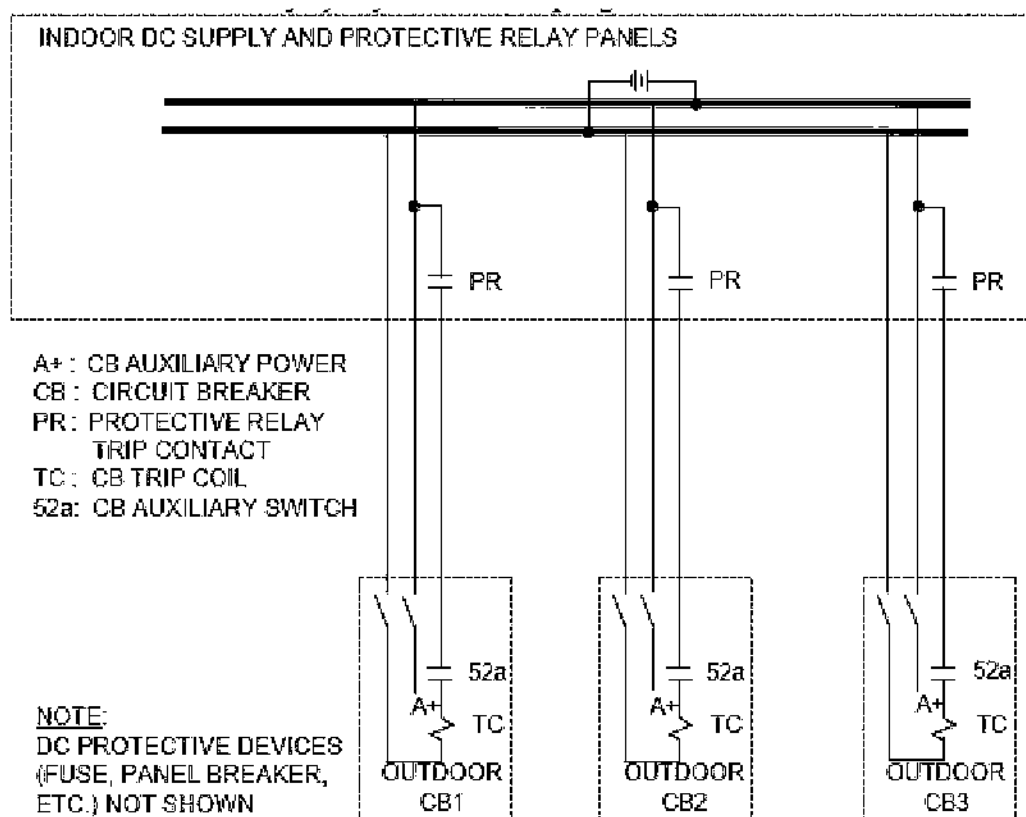 INDOOR DC SUPPLY AND PROTECTIVE RELAY PANELS
PR PR PR
A+ : CB AUXILIARY POWER
CB : CIRCUIT BREAKER
PR : PROTECTIVE RELAY
TRIP CONTACT
TC : CB TRIP COIL
52a: CB AUXILIARY SWITCH
52a 52a 52a
A+ A+ A+
TC TC TC
NOTE:
DC PROTECTIVE DEVICES
(FUSE, PANEL BREAKER,
ETC.) NOT SHOWN
OUTDOOR OUTDOOR OUTDOOR
CB1 CB2 CB3